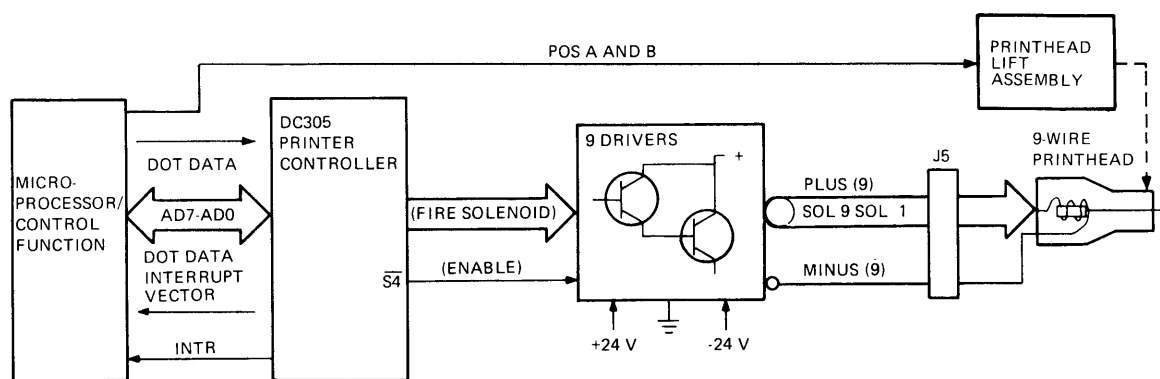 POS A AND B
PRINTHEAD
LIFT
ASSEMBLY
MICRO-
PROCESSOR/
CONTROL
FUNCTION
DOT DATA
AD7-AD0
DOT DATA
INTERRUPT
VECTOR
INTR
DC305
PRINTER
CONTROLLER
(FIRE SOLENOID)
S4
(ENABLE)
9 DRIVERS
+
+24 V
-24 V
PLUS (9)
SOL 9 SOL 1
MINUS (9)
J5
9-WIRE
PRINTHEAD